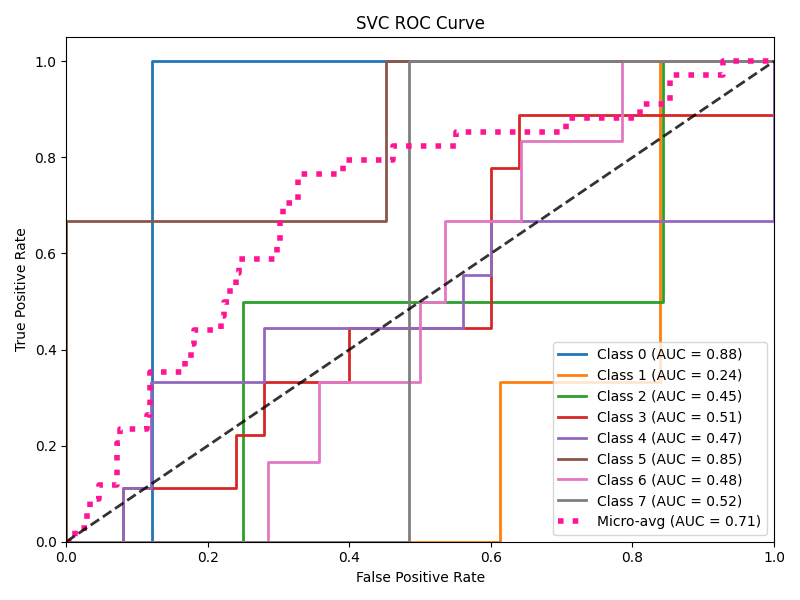 SVC ROC Curve
True Positive Rate
1.0
0.8
0.6
0.4
0.2
0.0
Class 0 (AUC = 0.88)
Class 1 (AUC = 0.24)
Class 2 (AUC = 0.45)
Class 3 (AUC = 0.51)
Class 4 (AUC = 0.47)
Class 5 (AUC = 0.85)
Class 6 (AUC = 0.48)
Class 7 (AUC = 0.52)
Micro-avg (AUC = 0.71)
0.0 0.2 0.4 0.6 0.8 1.0
False Positive Rate